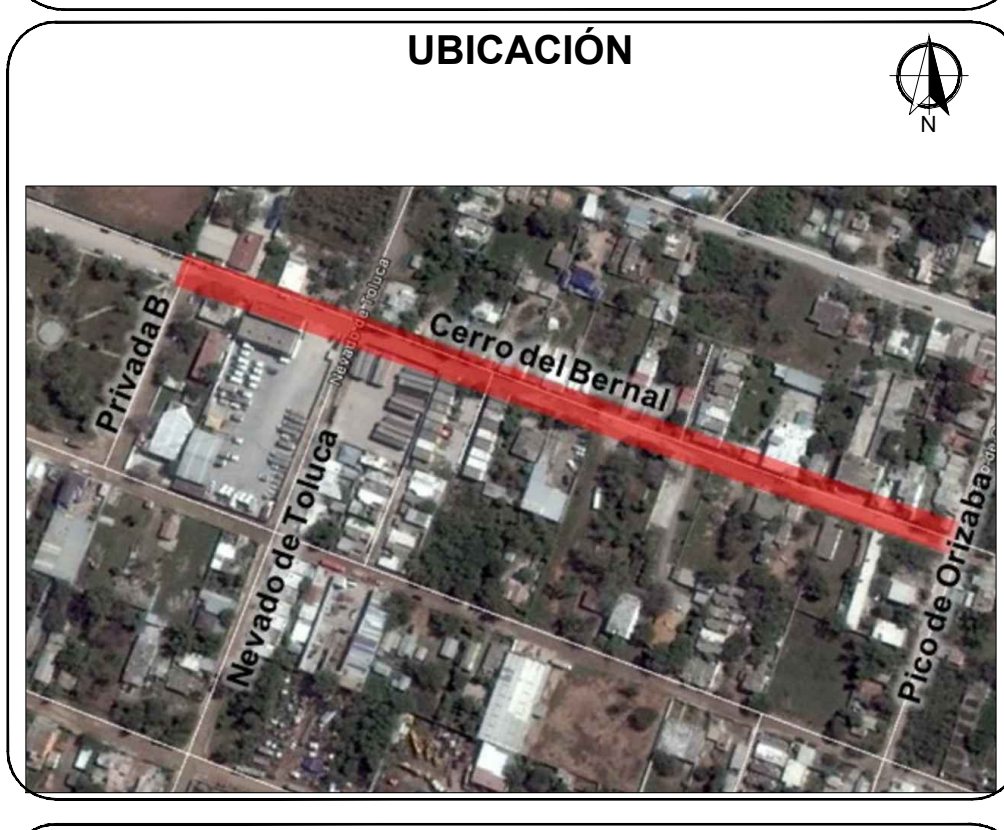 UBICACIÓN
N
Nevado de Toluca
Privada B
Cerro del Bernal
Nevado de Toluca
Pico de Orizaba